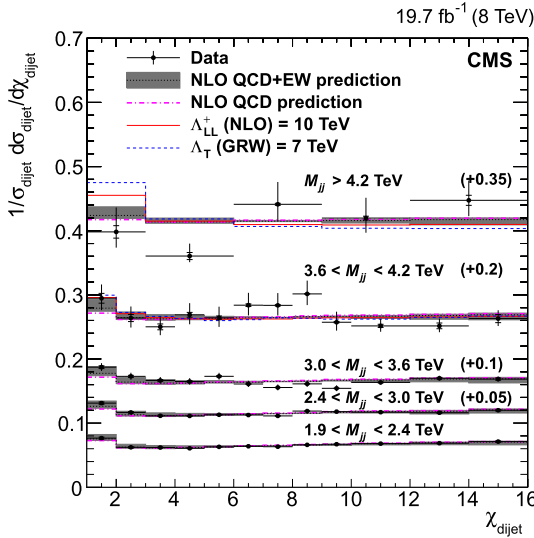 19.7 fb⁻¹ (8 TeV)
CMS
Data
NLO QCD+EW prediction
NLO QCD prediction
Λ⁺LL (NLO) = 10 TeV
ΛT (GRW) = 7 TeV
Mjj > 4.2 TeV (+0.35)
3.6 < Mjj < 4.2 TeV (+0.2)
3.0 < Mjj < 3.6 TeV (+0.1)
2.4 < Mjj < 3.0 TeV (+0.05)
1.9 < Mjj < 2.4 TeV
1/σdijet dσdijet/dχdijet
0.7
0.6
0.5
0.4
0.3
0.2
0.1
0
2 4 6 8 10 12 14 16
χdijet